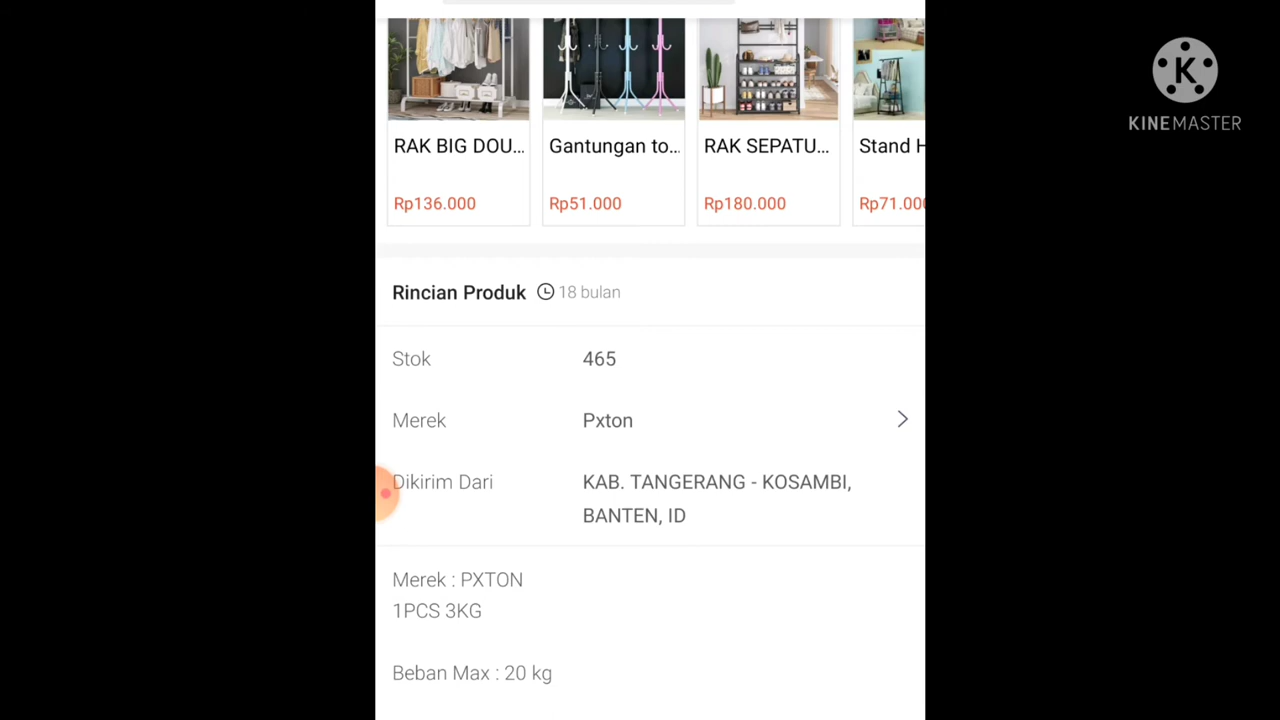 RAK BIG DOU...
Gantungan to...
RAK SEPATU...
Stand H
Rp136.000
Rp51.000
Rp180.000
Rp71.000
Rincian Produk 18 bulan
Stok 465
Merek Pxton
Dikirim Dari KAB. TANGERANG - KOSAMBI,
BANTEN, ID
Merek : PXTON
1PCS 3KG
Beban Max : 20 kg
K
KINEMASTER